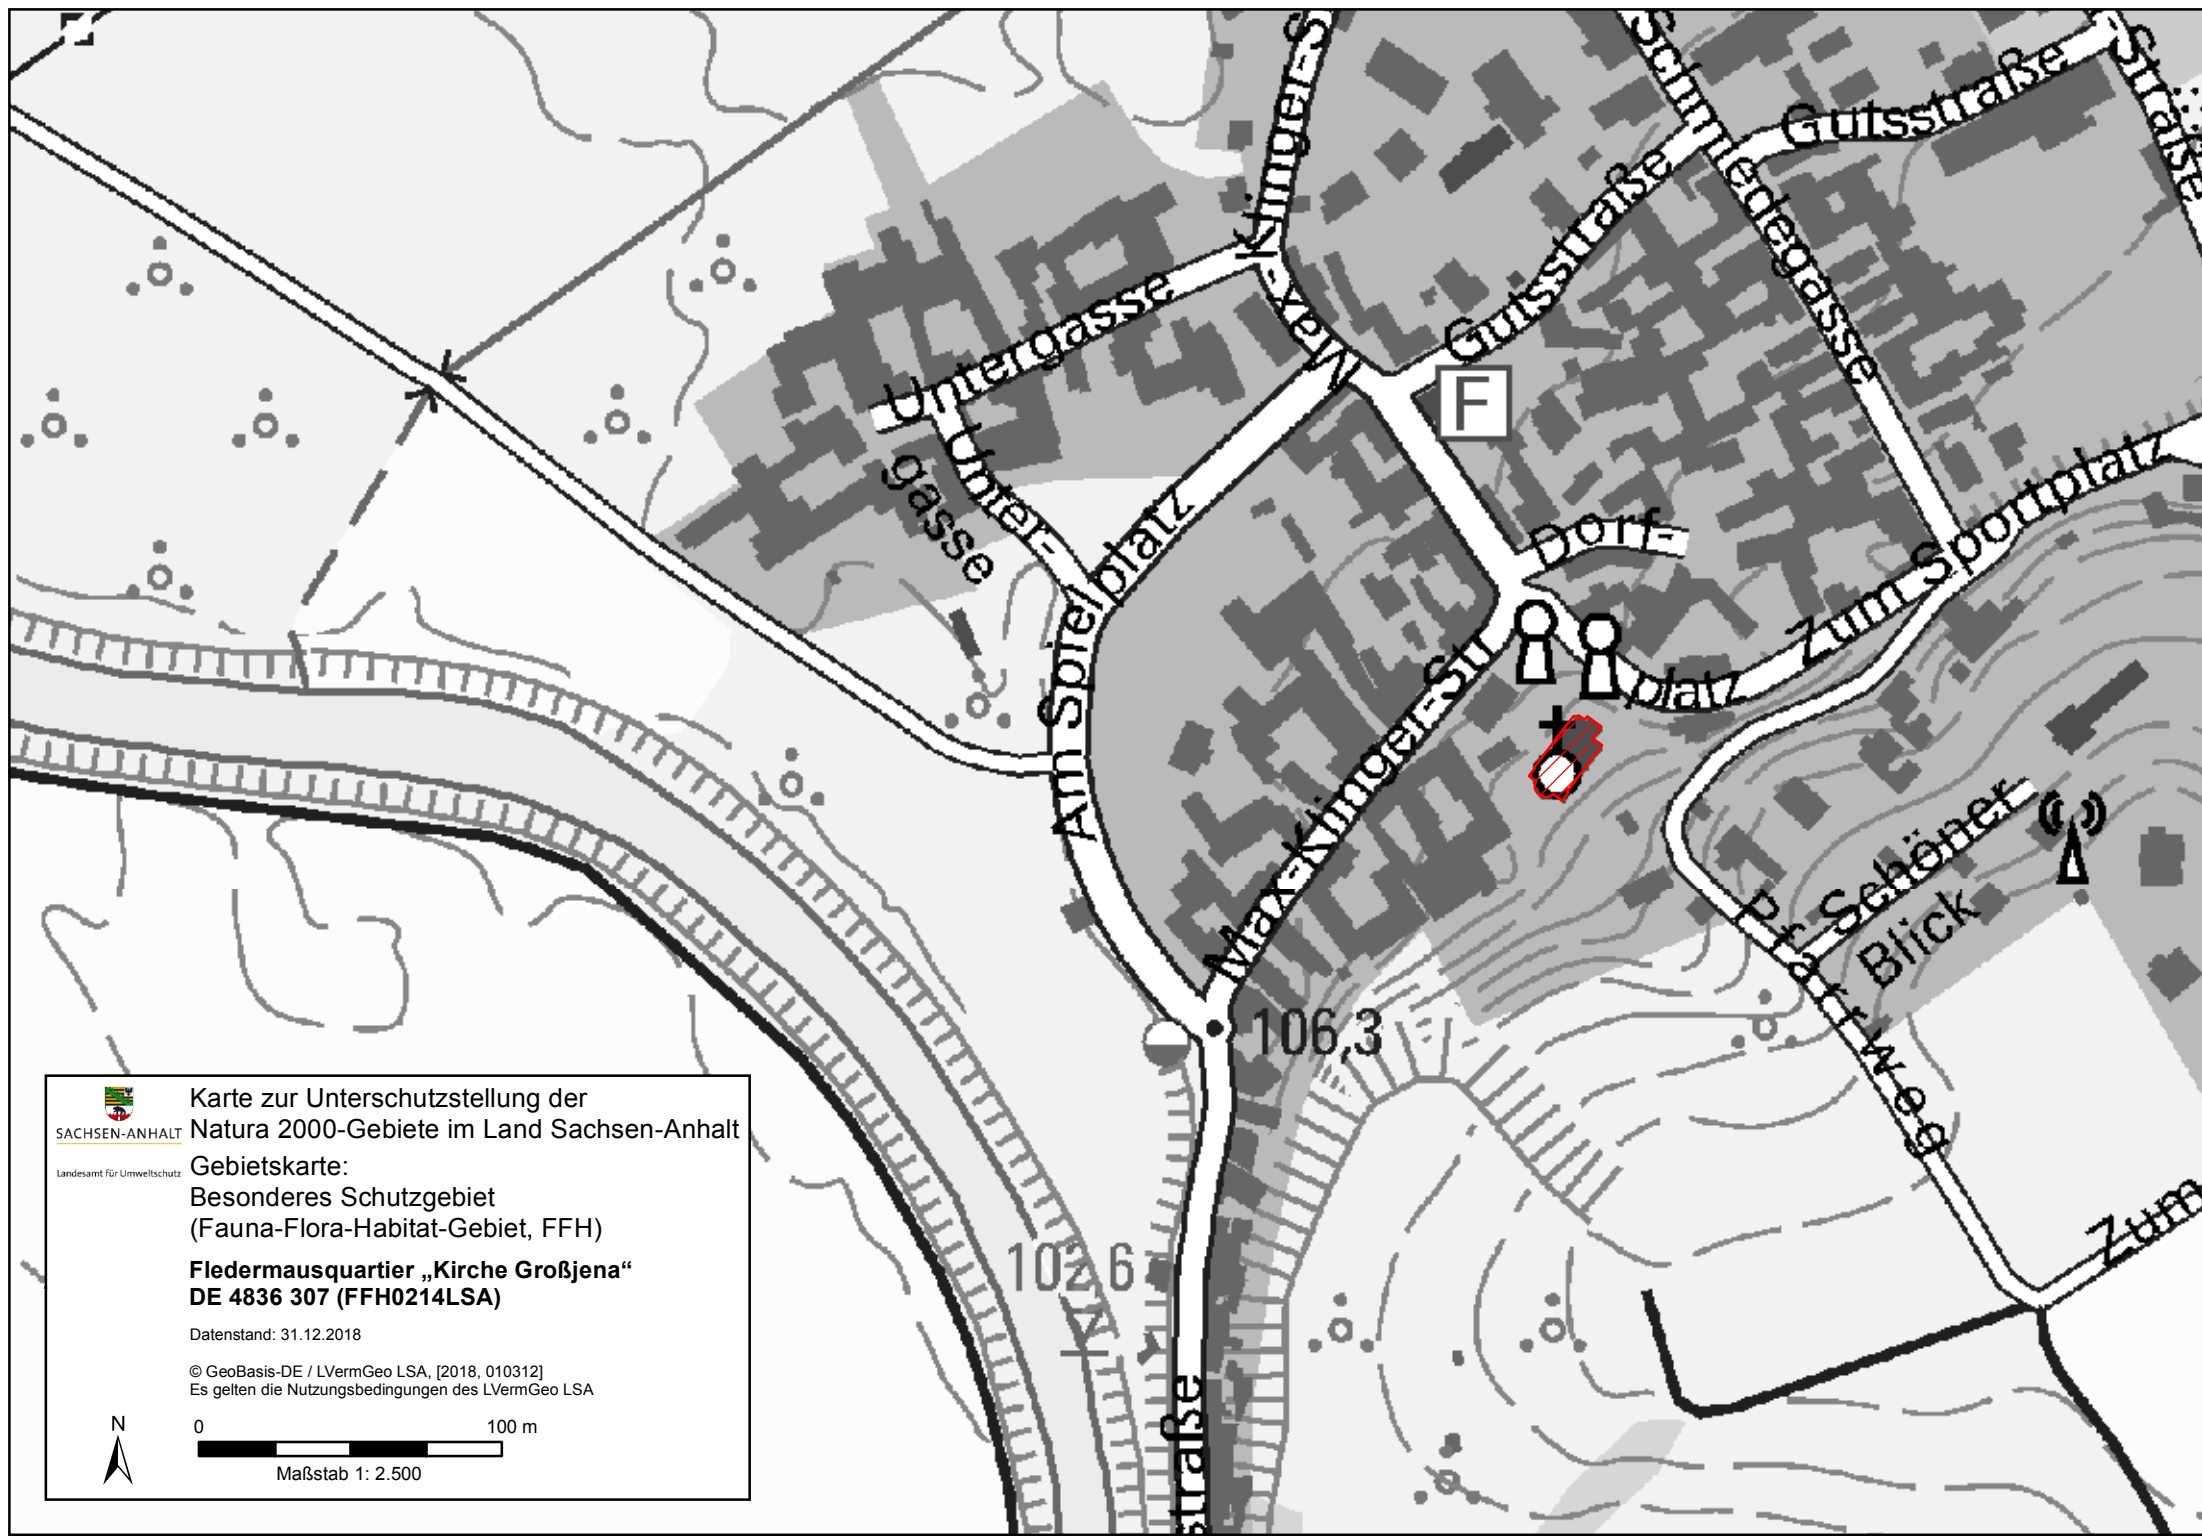 Klinger-S
Max-
Schmiedegasse
Gutsstraße
Straße
Gutsstraße
Untergasse
Unter-
gasse
F
Am Spielplatz
Dorf-
platz
Zum Sportplatz
Max-Klinger-Str
Schöner
Blick
Pfarrweg
106,3
102,6
Zum
straße
SACHSEN-ANHALT
Landesamt für Umweltschutz
Karte zur Unterschutzstellung der
Natura 2000-Gebiete im Land Sachsen-Anhalt
Gebietskarte:
Besonderes Schutzgebiet
(Fauna-Flora-Habitat-Gebiet, FFH)
Fledermausquartier „Kirche Großjena“
DE 4836 307 (FFH0214LSA)
Datenstand: 31.12.2018
© GeoBasis-DE / LVermGeo LSA, [2018, 010312]
Es gelten die Nutzungsbedingungen des LVermGeo LSA
N
0 100 m
Maßstab 1: 2.500